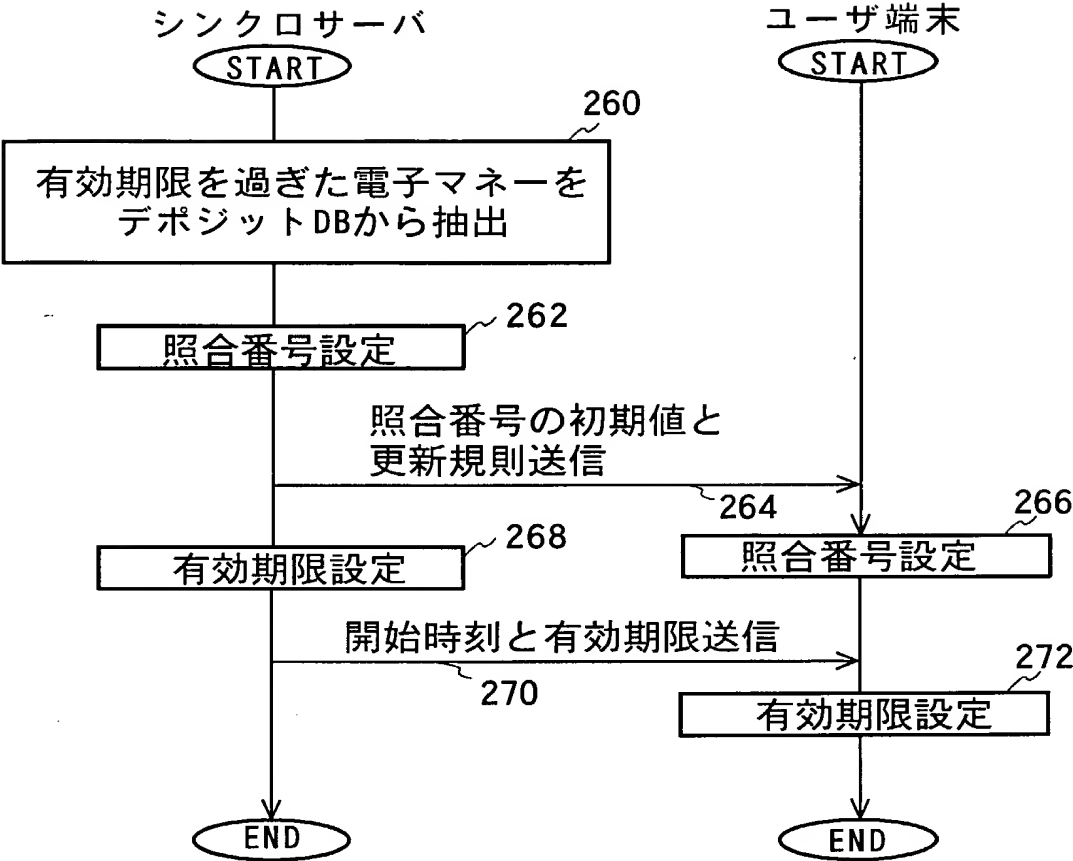 シンクロサーバ
ユーザ端末
START
START
260
有効期限を過ぎた電子マネーを
デポジットDBから抽出
262
照合番号設定
照合番号の初期値と
更新規則送信
264
266
照合番号設定
268
有効期限設定
開始時刻と有効期限送信
270
272
有効期限設定
END
END